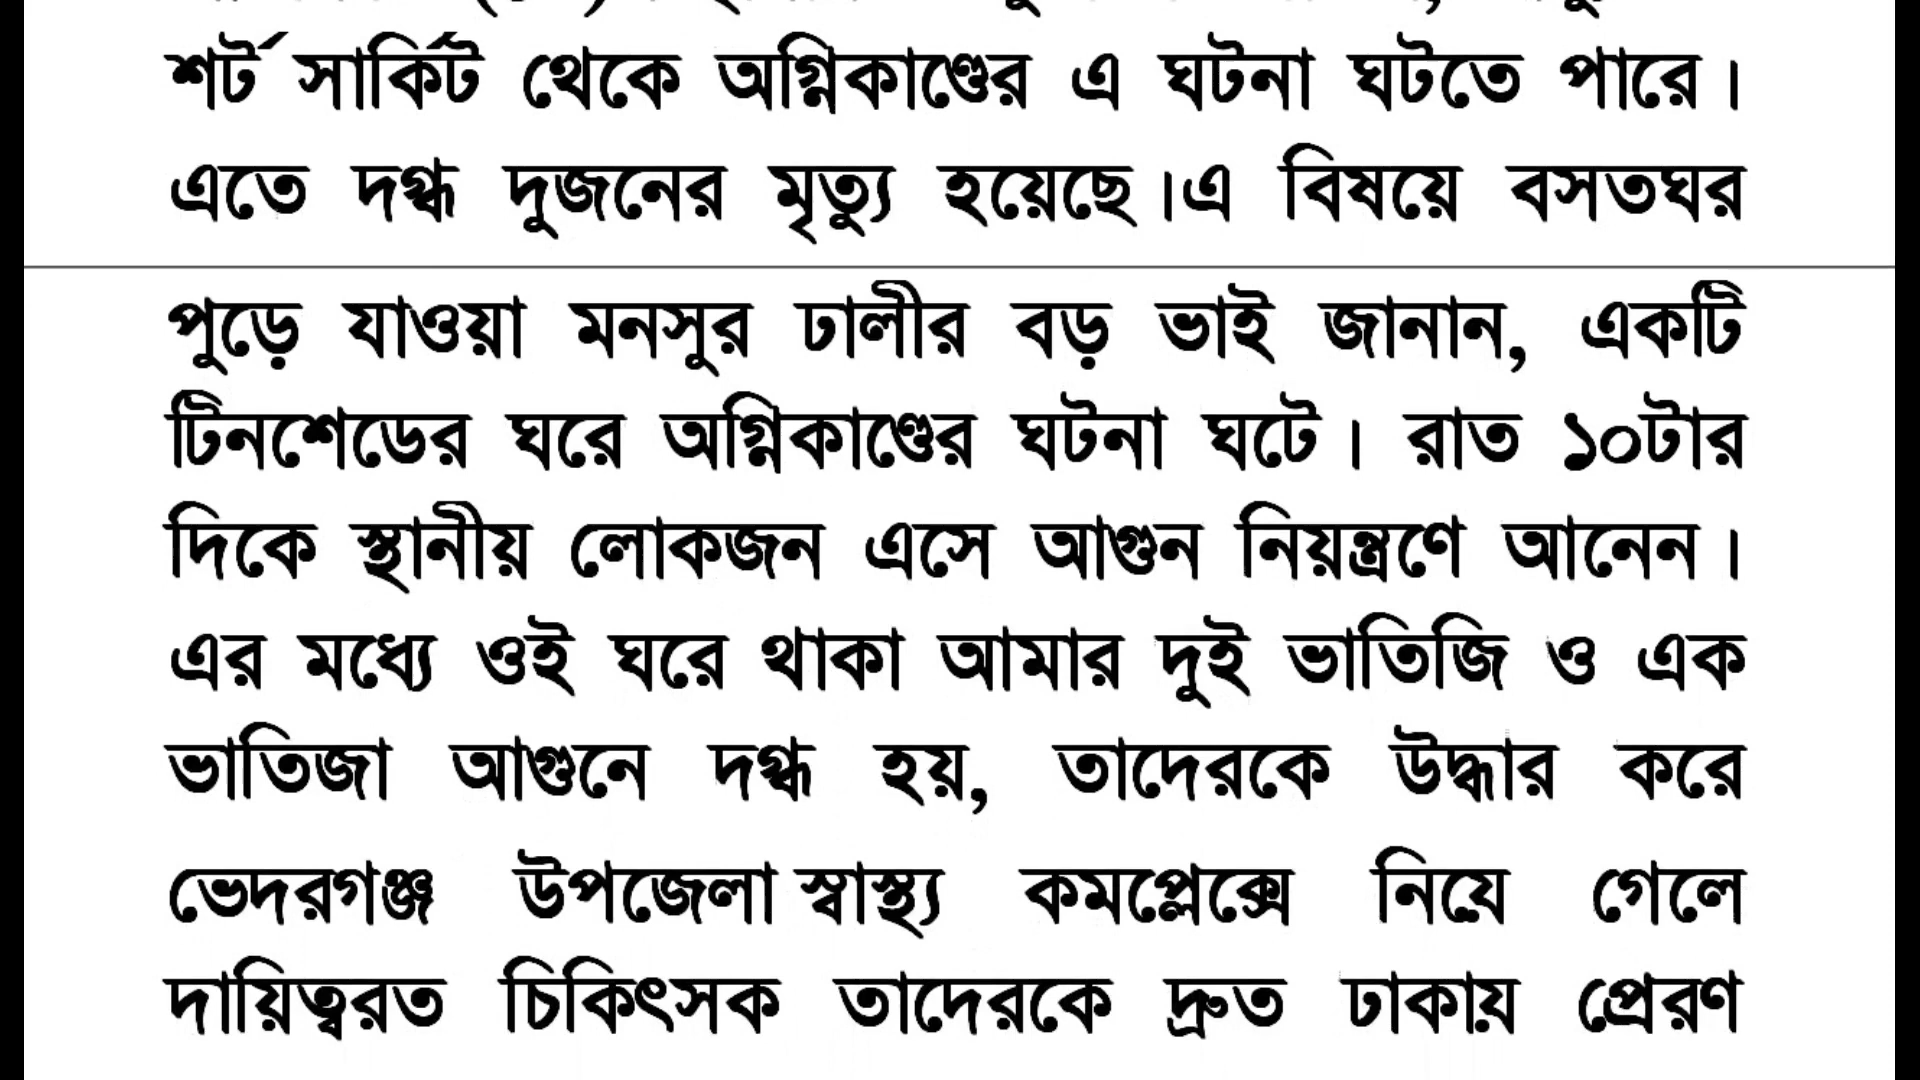 শর্ট সার্কিট থেকে অগ্নিকাণ্ডের এ ঘটনা ঘটতে পারে।
এতে দগ্ধ দুজনের মৃত্যু হয়েছে।এ বিষয়ে বসতঘর
পুড়ে যাওয়া মনসুর ঢালীর বড় ভাই জানান, একটি
টিনশেডের ঘরে অগ্নিকাণ্ডের ঘটনা ঘটে। রাত ১০টার
দিকে স্থানীয় লোকজন এসে আগুন নিয়ন্ত্রণে আনেন।
এর মধ্যে ওই ঘরে থাকা আমার দুই ভাতিজি ও এক
ভাতিজা আগুনে দগ্ধ হয়, তাদেরকে উদ্ধার করে
ভেদরগঞ্জ উপজেলা স্বাস্থ্য কমপ্লেক্সে নিয়ে গেলে
দায়িত্বরত চিকিৎসক তাদেরকে দ্রুত ঢাকায় প্রেরণ